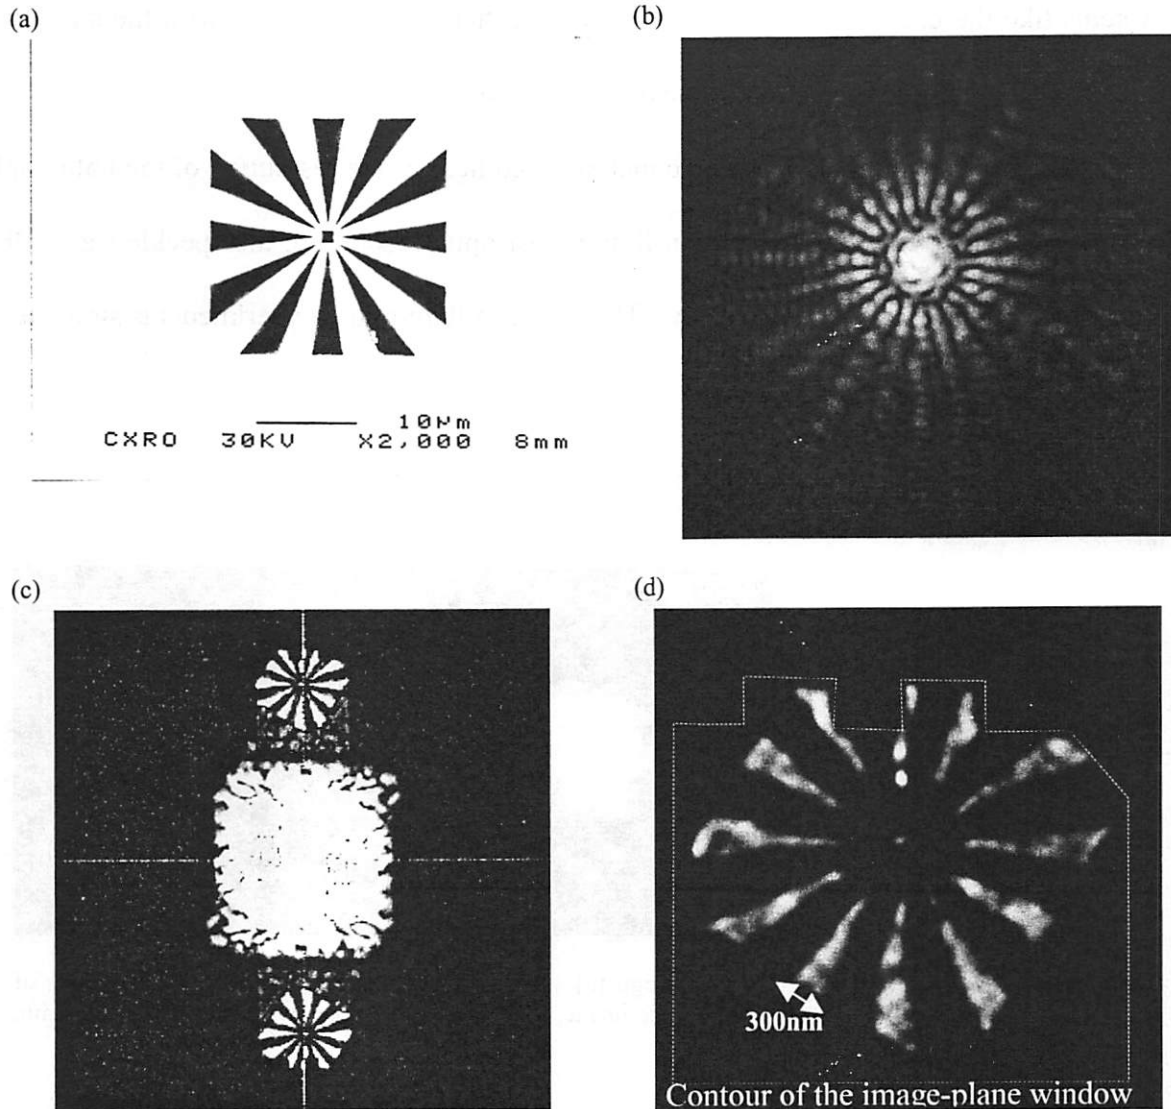 (a)
(b)
10μm
CXRO 30KV X2,000 8mm
(c)
(d)
300nm
Contour of the image-plane window